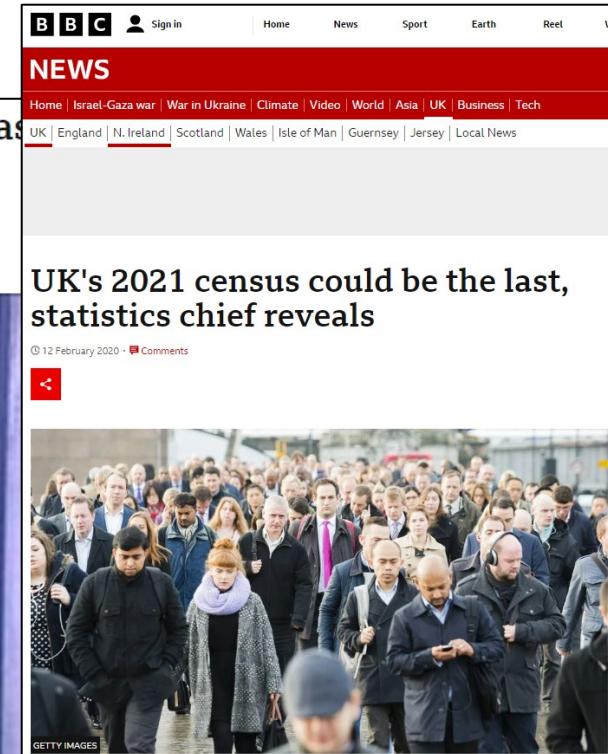 BBC Sign in Home News Sport Earth Reel
NEWS
Home | Israel-Gaza war | War in Ukraine | Climate | Video | World | Asia | UK | Business | Tech
UK | England | N. Ireland | Scotland | Wales | Isle of Man | Guernsey | Jersey | Local News
UK's 2021 census could be the last,
statistics chief reveals
12 February 2020 · Comments
GETTY IMAGES